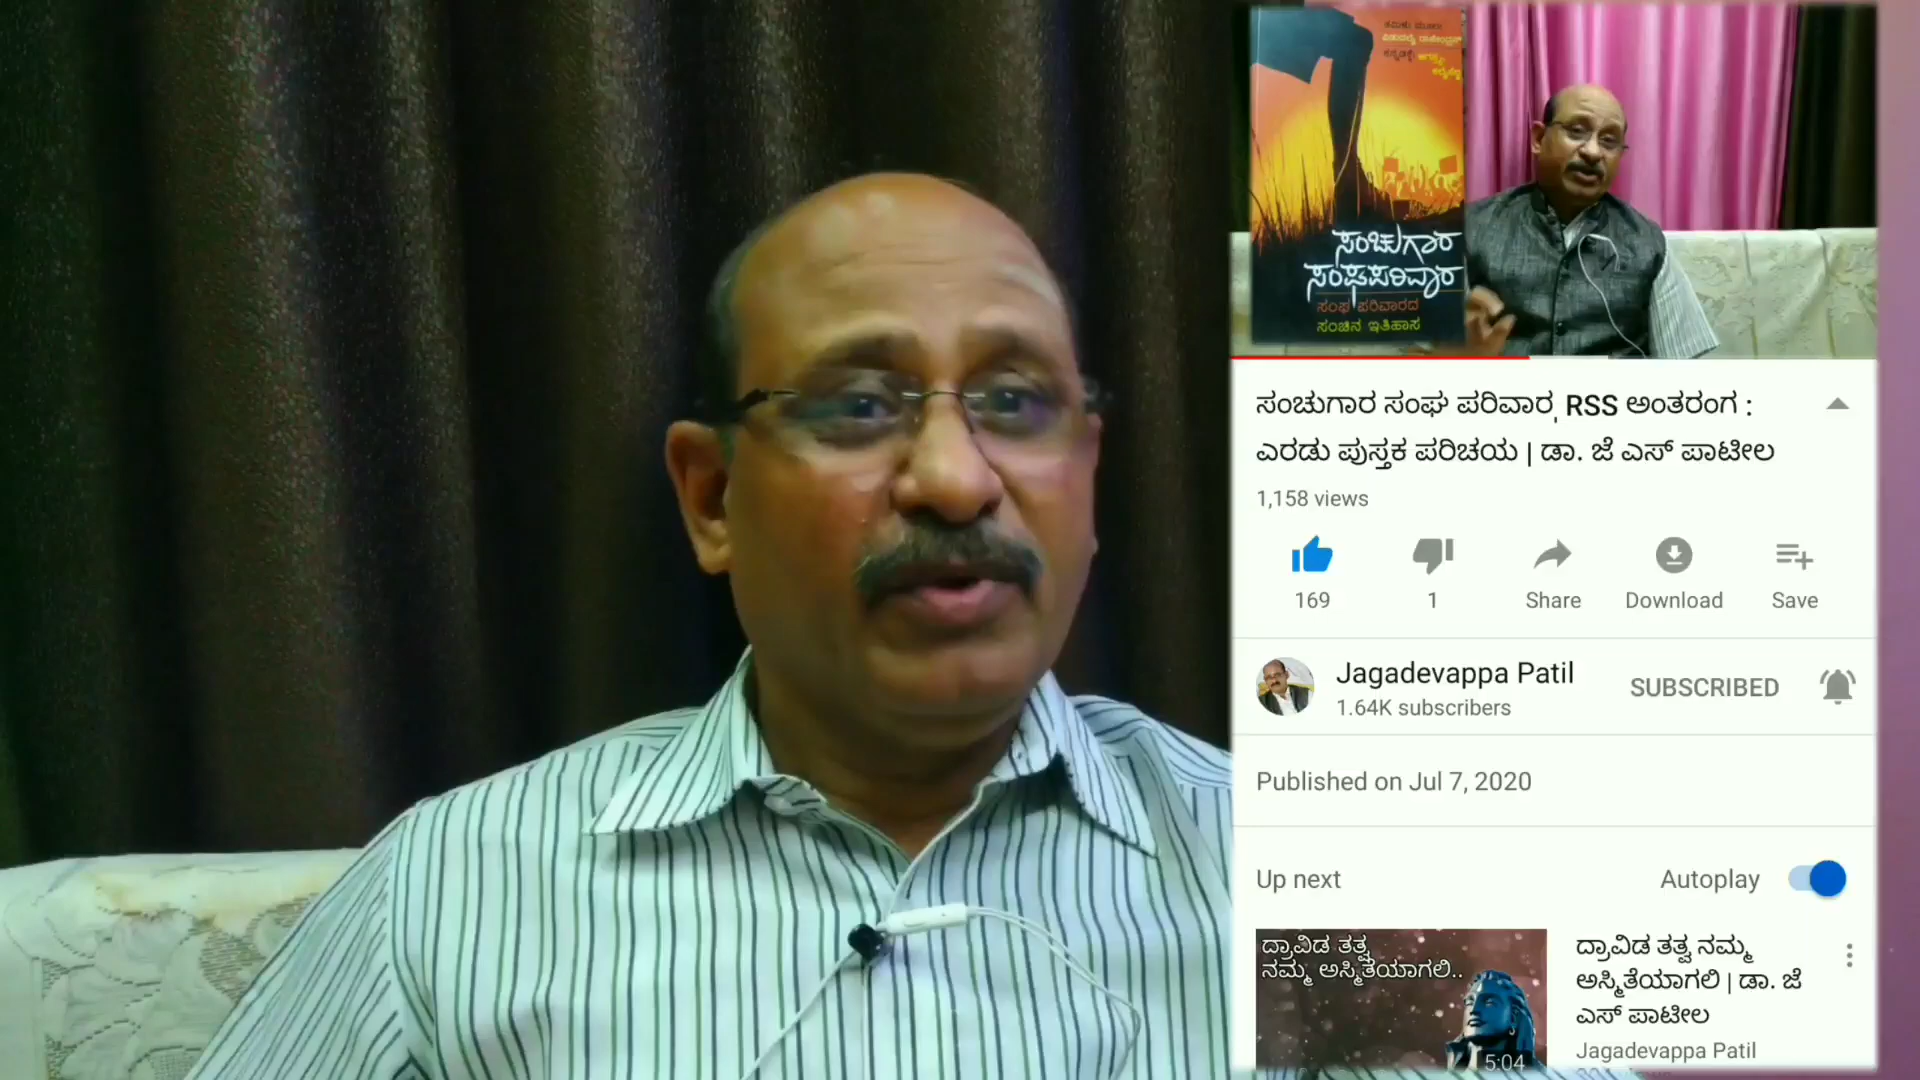 ಕನ್ನಡಕ್ಕೆ:
ಸಂಚುಗಾರ
ಸಂಘಪರಿವಾರ
ಸಂಘ ಪರಿವಾರದ
ಸಂಚಿನ ಇತಿಹಾಸ
ಸಂಚುಗಾರ ಸಂಘ ಪರಿವಾರ, RSS ಅಂತರಂಗ :
ಎರಡು ಪುಸ್ತಕ ಪರಿಚಯ | ಡಾ. ಜೆ ಎಸ್ ಪಾಟೀಲ
1,158 views
169
1
Share
Download
Save
Jagadevappa Patil
1.64K subscribers
SUBSCRIBED
Published on Jul 7, 2020
Up next
Autoplay
ದ್ರಾವಿಡ ತತ್ವ
ನಮ್ಮ ಅಸ್ಮಿತೆಯಾಗಲಿ..
5:04
ದ್ರಾವಿಡ ತತ್ವ ನಮ್ಮ
ಅಸ್ಮಿತೆಯಾಗಲಿ | ಡಾ. ಜೆ
ಎಸ್ ಪಾಟೀಲ
Jagadevappa Patil